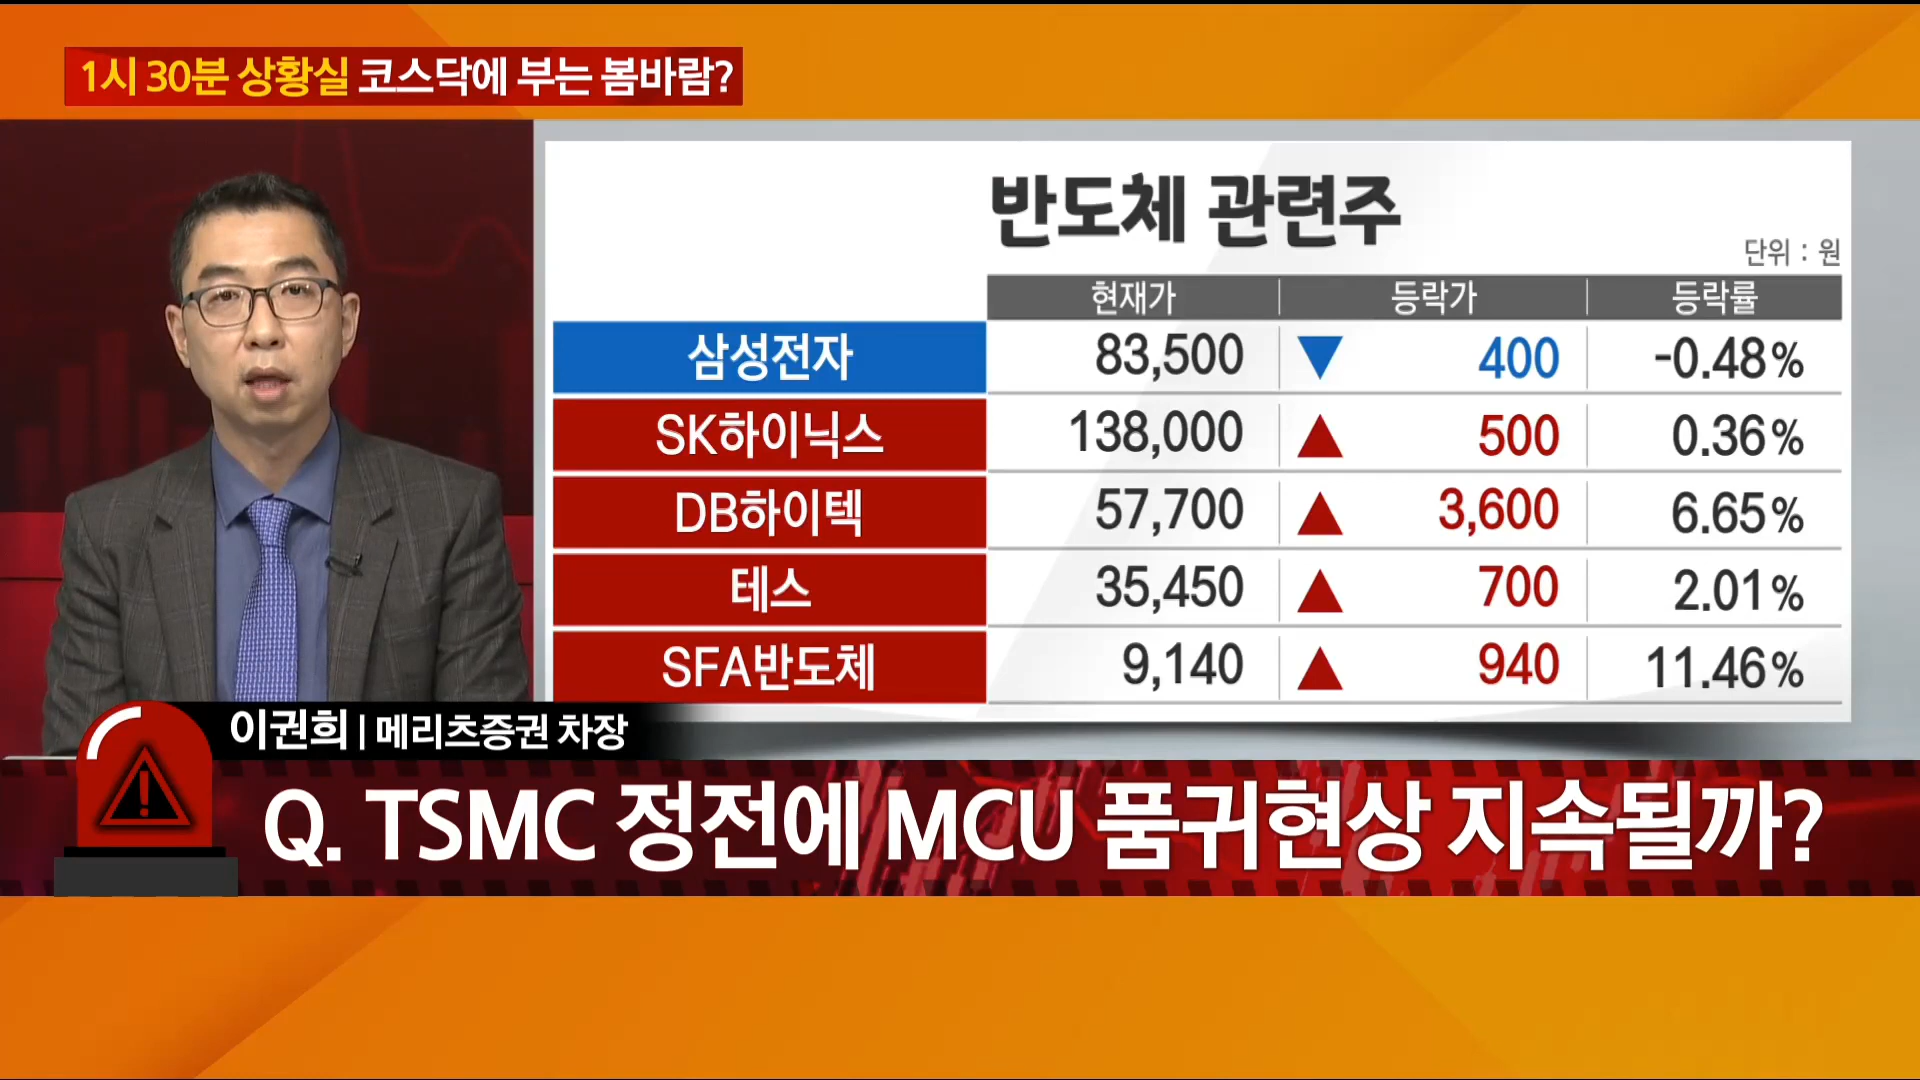 1시 30분 상황실 코스닥에 부는 봄바람?
반도체 관련주
단위 : 원
현재가 등락가 등락률
삼성전자 83,500 ▼ 400 -0.48%
SK하이닉스 138,000 ▲ 500 0.36%
DB하이텍 57,700 ▲ 3,600 6.65%
테스 35,450 ▲ 700 2.01%
SFA반도체 9,140 ▲ 940 11.46%
이권희 | 메리츠증권 차장
Q. TSMC 정전에 MCU 품귀현상 지속될까?